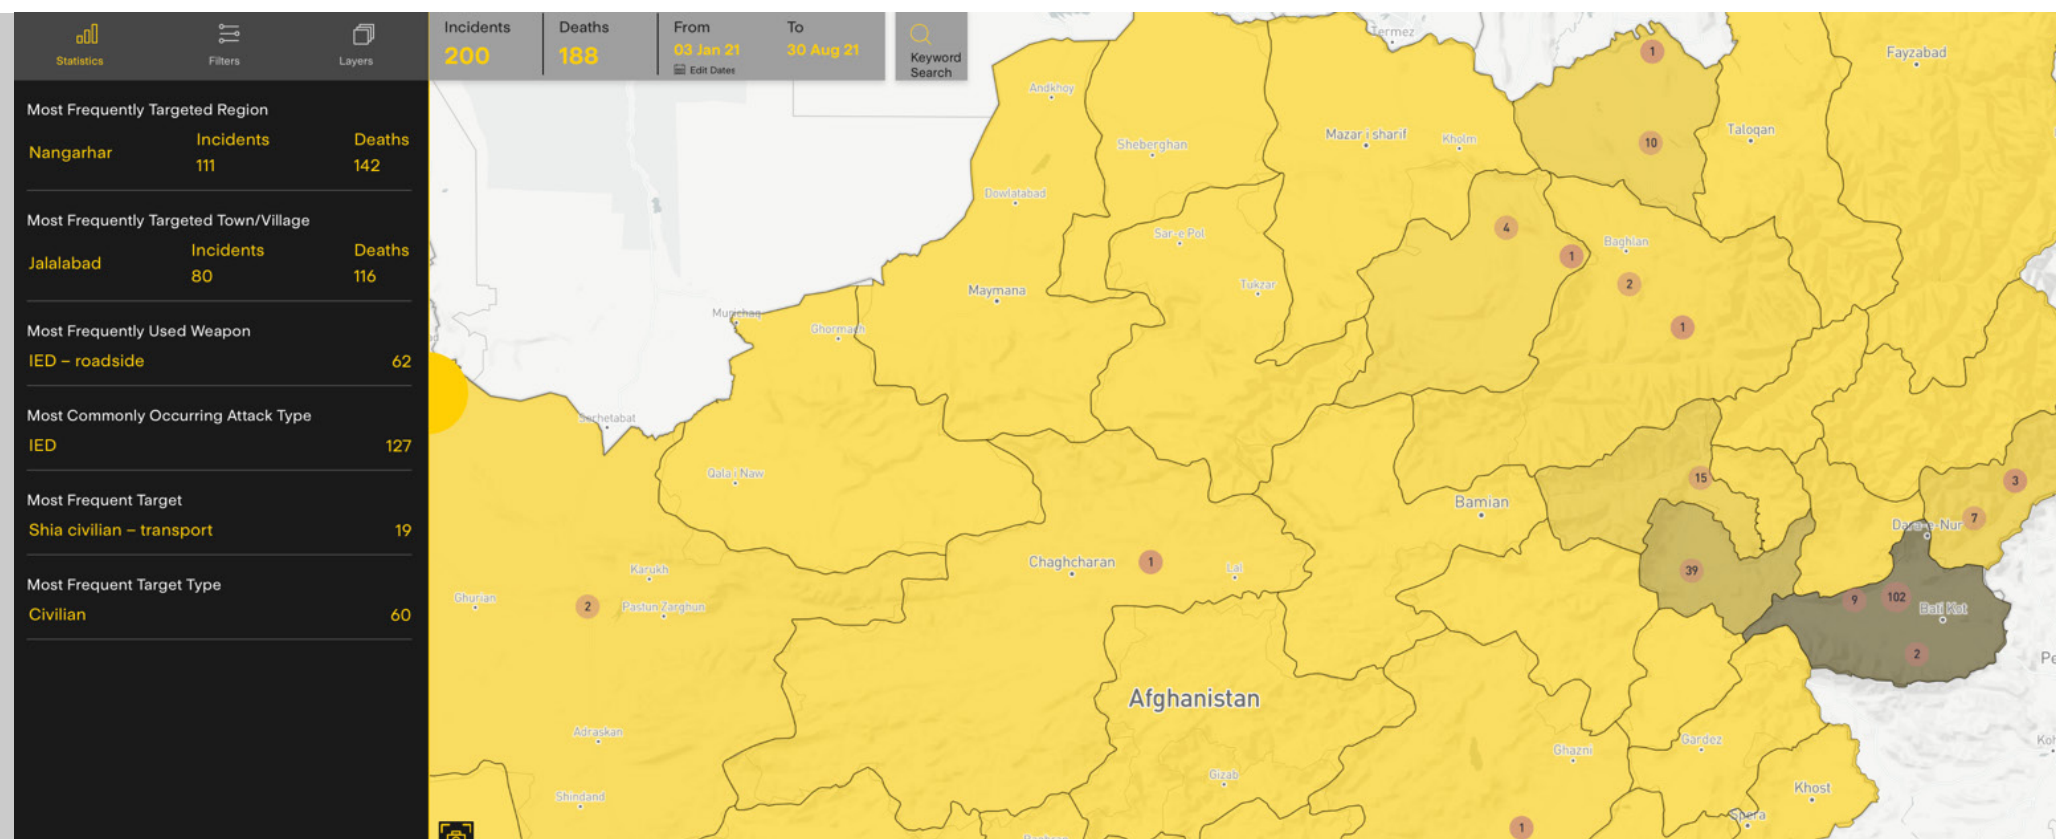 Statistics
Filters
Layers
Incidents
200
Deaths
188
From
03 Jan 21
Edit Dates
To
30 Aug 21
Keyword
Search
Most Frequently Targeted Region
Nangarhar
Incidents
111
Deaths
142
Most Frequently Targeted Town/Village
Jalalabad
Incidents
80
Deaths
116
Most Frequently Used Weapon
IED – roadside 62
Most Commonly Occurring Attack Type
IED 127
Most Frequent Target
Shia civilian – transport 19
Most Frequent Target Type
Civilian 60
Termez
1
Fayzabad
Andkhoy
Sheberghan
Mazar i sharif
Kholm
10
Taloqan
Dowlatabad
Sar-e Pol
4
Baghlan
1
Tukzar
2
Maymana
Murichaq
Ghormach
1
Serhetabat
Qala i Naw
Bamian
15
3
7
Dara-e-Nur
Chaghcharan
1
Lal
39
Karukh
Ghurian
2
Pastun Zarghun
9
102
Bati Kot
2
Afghanistan
Adraskan
Gardez
Ghazni
Gizab
Khost
Shindand
Spera
1